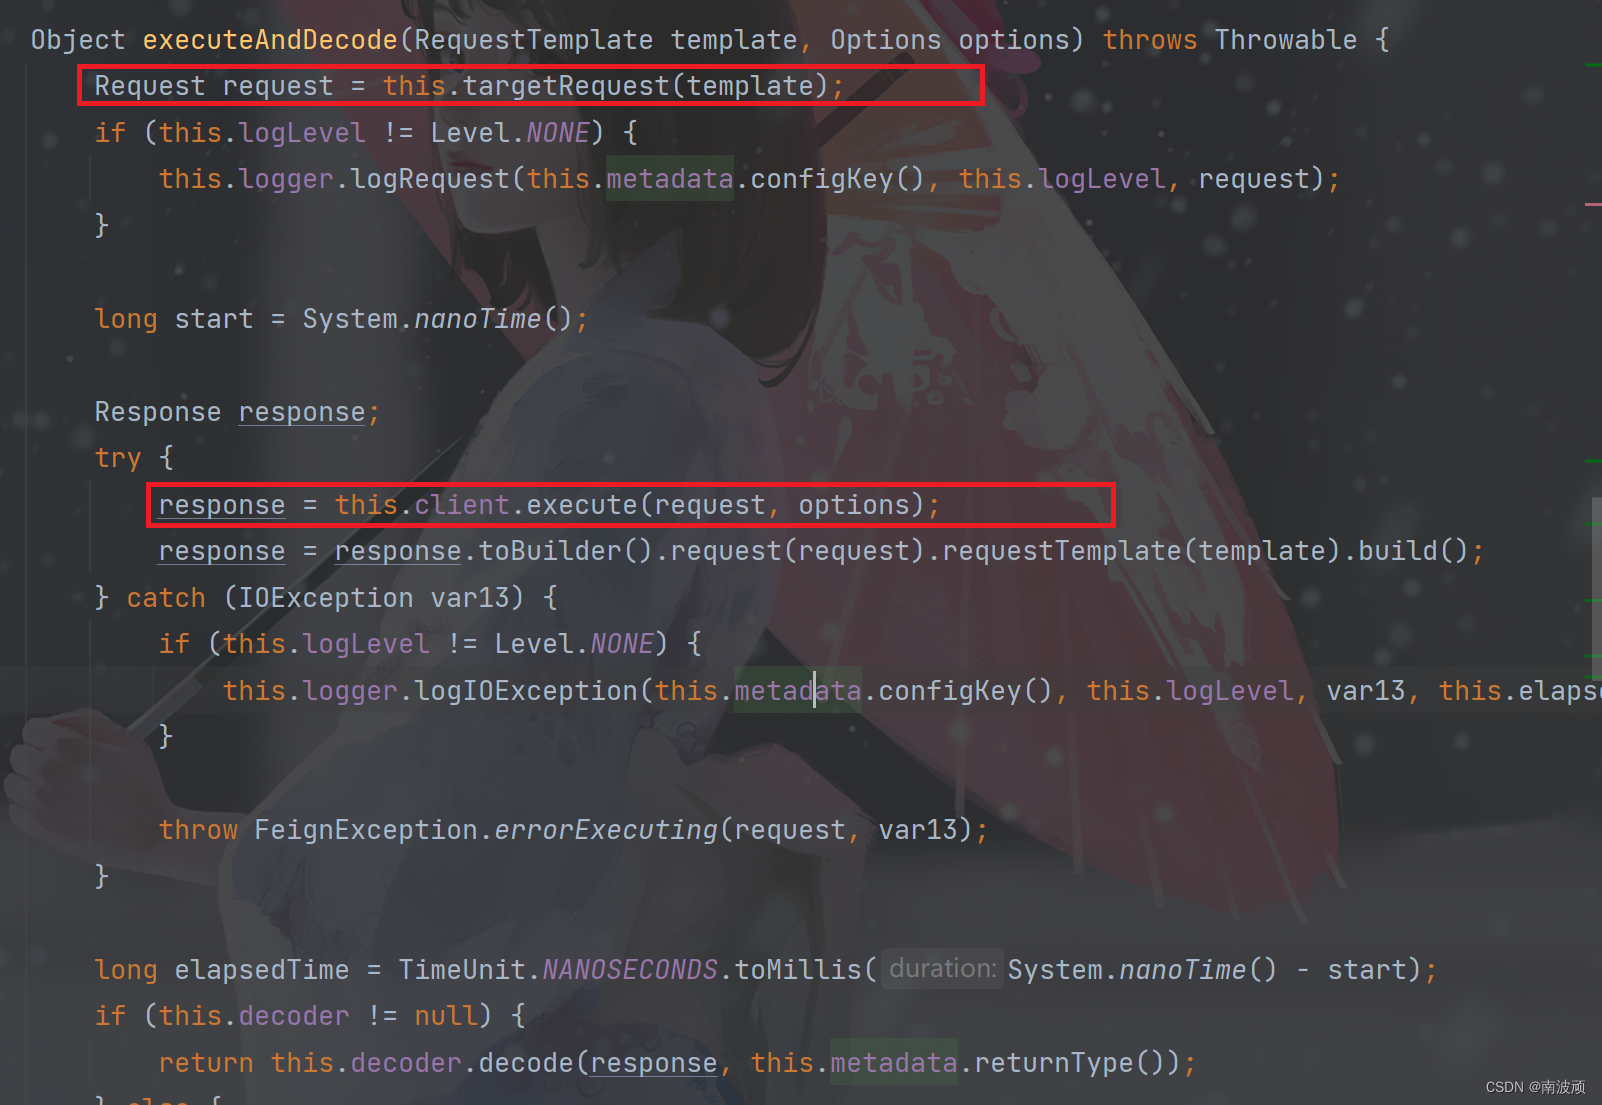 Object executeAndDecode(RequestTemplate template, Options options) throws Throwable {
    Request request = this.targetRequest(template);
    if (this.logLevel != Level.NONE) {
        this.logger.logRequest(this.metadata.configKey(), this.logLevel, request);
    }

    long start = System.nanoTime();

    Response response;
    try {
        response = this.client.execute(request, options);
        response = response.toBuilder().request(request).requestTemplate(template).build();
    } catch (IOException var13) {
        if (this.logLevel != Level.NONE) {
            this.logger.logIOException(this.metadata.configKey(), this.logLevel, var13, this.elapse
        }

        throw FeignException.errorExecuting(request, var13);
    }

    long elapsedTime = TimeUnit.NANOSECONDS.toMillis( duration: System.nanoTime() - start);
    if (this.decoder != null) {
        return this.decoder.decode(response, this.metadata.returnType());
    } else {
CSDN @南波顽